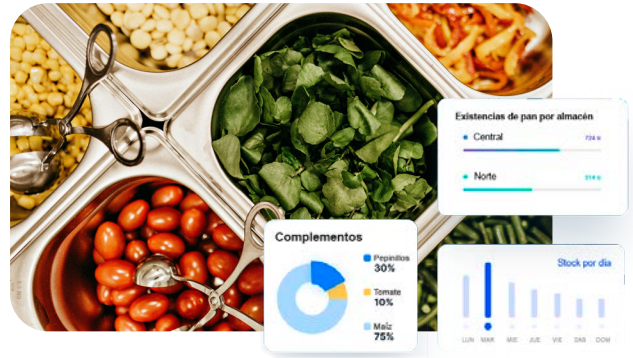 Existencias de pan por almacén
Central
724 u
Norte
Complementos
Pepinillos
30%
Tomate
10%
Maíz
75%
Stock por día
LUN MAR MIE JUE VIE SAB DOM